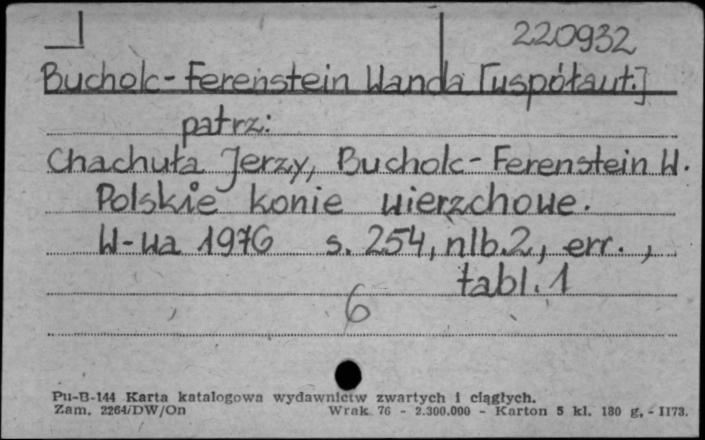 220932
Bucholc-Ferenstein Wanda [współaut.]
patrz:
Chachuła Jerzy, Bucholc-Ferenstein W.
Polskie konie wierzchowe.
W-wa 1976 s. 254, nlb. 2, err.,
tabl. 1
6
Pu-B-144 Karta katalogowa wydawnictw zwartych i ciągłych.
Zam. 2264/DW/On Wrak. 76 - 2.300.000 - Karton 5 kl. 180 g. - II73.